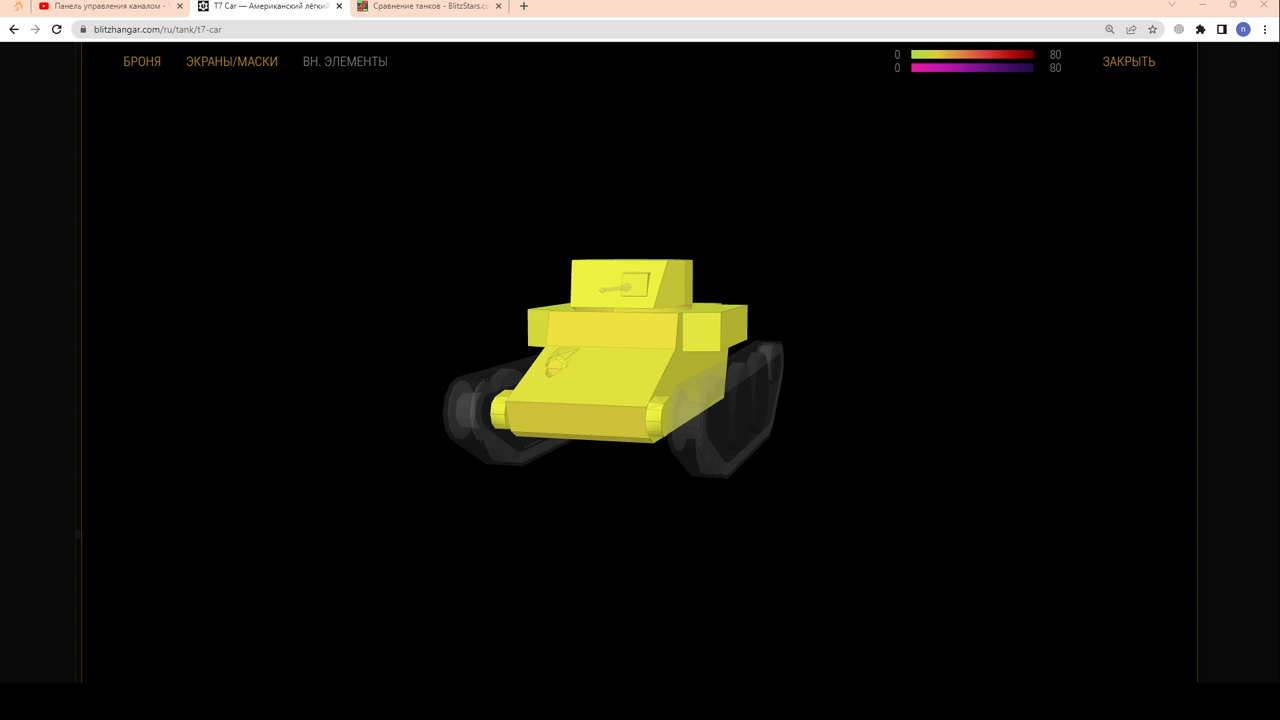 Панель управления каналом -
T7 Car — Американский лёгкий
Сравнение танков - BlitzStars.co
blitzhangar.com/ru/tank/t7-car
n
БРОНЯ ЭКРАНЫ/МАСКИ ВН. ЭЛЕМЕНТЫ
0 80
0 80
ЗАКРЫТЬ